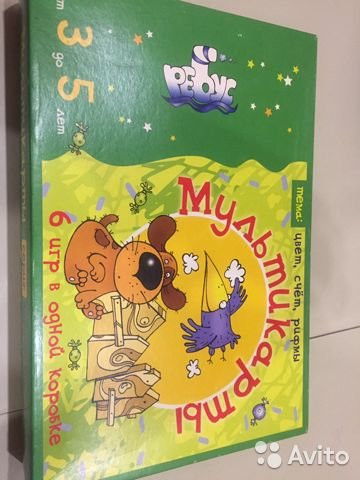 от 3 до 5 лет
Ребус
тема: цвет, счёт, рифмы
Мультикарты
6 игр в одной коробке
Avito